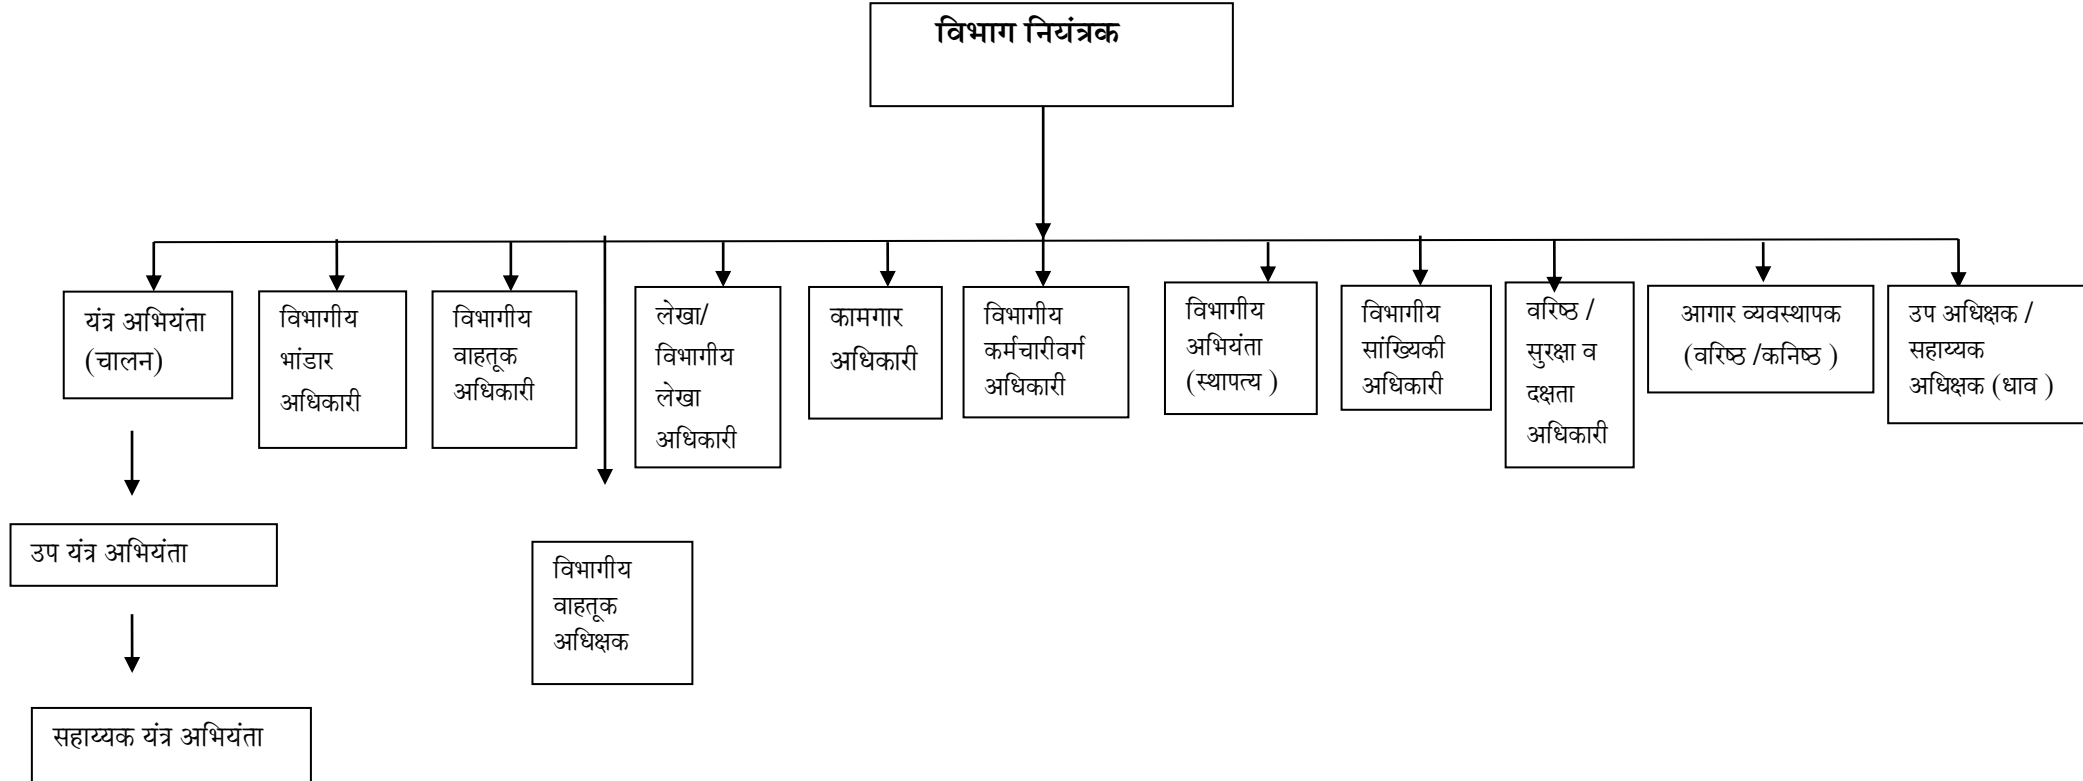 विभाग नियंत्रक
यंत्र अभियंता
(चालन)
विभागीय
भांडार
अधिकारी
विभागीय
वाहतूक
अधिकारी
लेखा/
विभागीय
लेखा
अधिकारी
कामगार
अधिकारी
विभागीय
कर्मचारीवर्ग
अधिकारी
विभागीय
अभियंता
(स्थापत्य )
विभागीय
सांख्यिकी
अधिकारी
वरिष्ठ /
सुरक्षा व
दक्षता
अधिकारी
आगार व्यवस्थापक
(वरिष्ठ /कनिष्ठ )
उप अधिक्षक /
सहाय्यक
अधिक्षक (धाव )
उप यंत्र अभियंता
विभागीय
वाहतूक
अधिक्षक
सहाय्यक यंत्र अभियंता